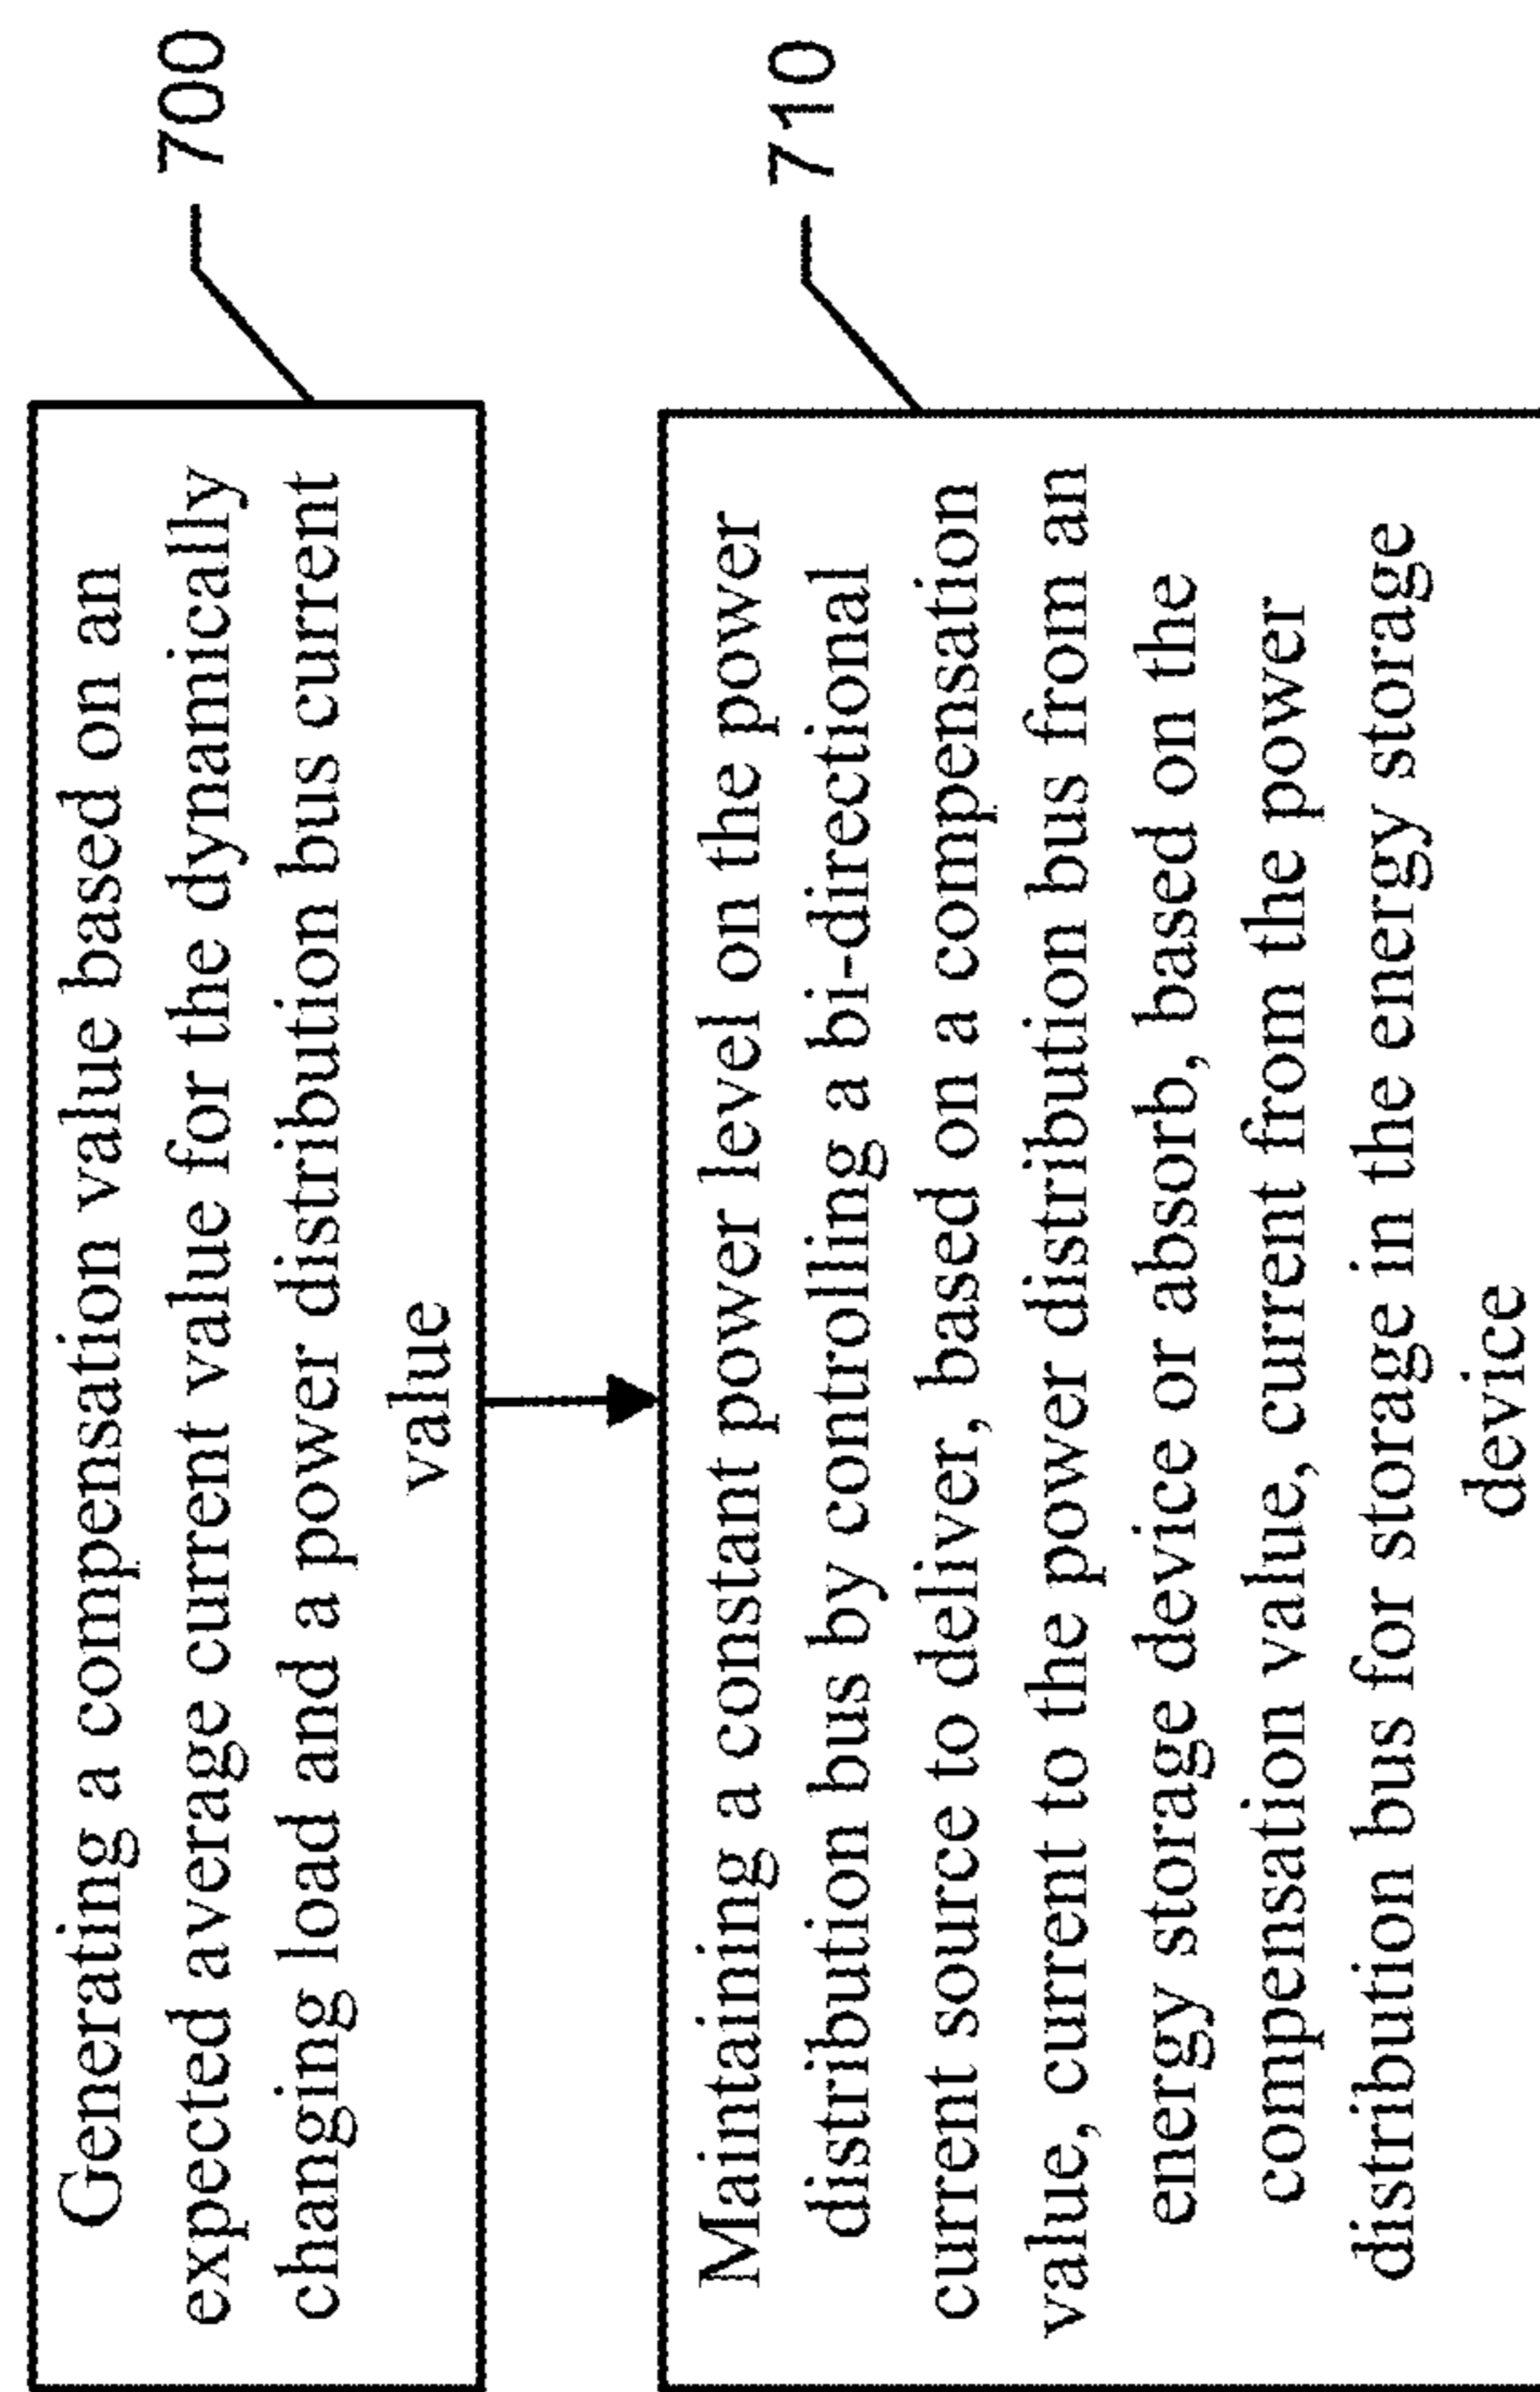 Generating a compensation value based on an
expected average current value for the dynamically
changing load and a power distribution bus current
value
700
Maintaining a constant power level on the power
distribution bus by controlling a bi-directional
current source to deliver, based on a compensation
value, current to the power distribution bus from an
energy storage device or absorb, based on the
compensation value, current from the power
distribution bus for storage in the energy storage
device
710